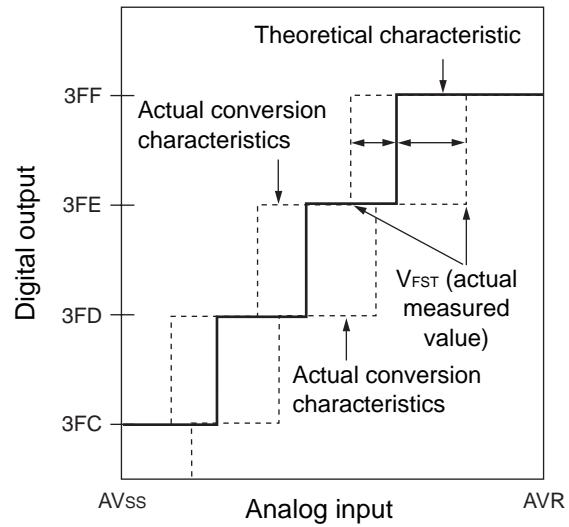 Theoretical characteristic
3FF
Actual conversion
characteristics
3FE
VFST (actual
measured
value)
3FD
Actual conversion
characteristics
3FC
Digital output
AVSS
Analog input
AVR